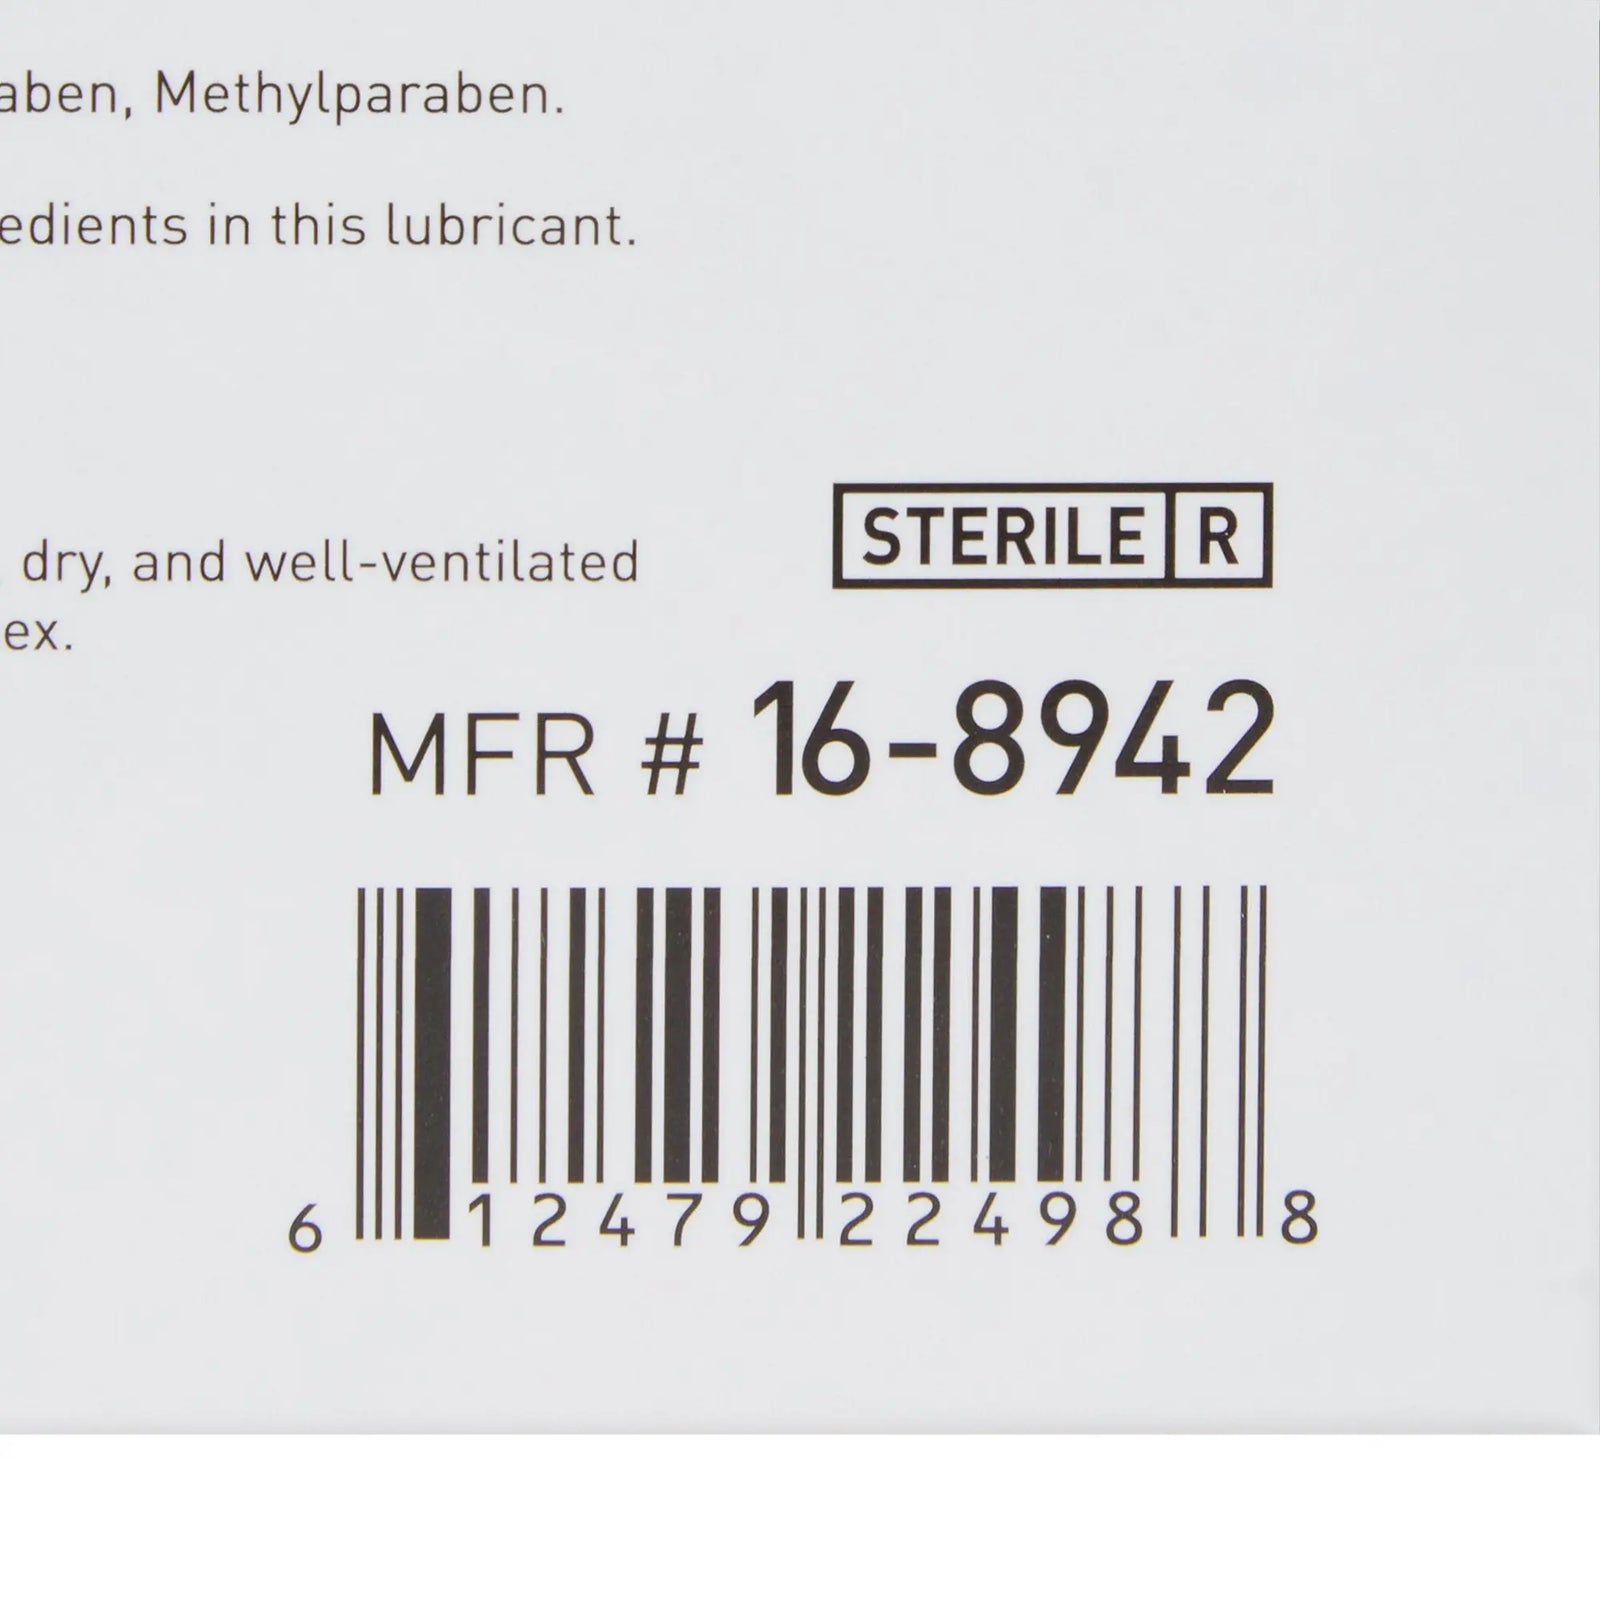 aben, Methylparaben.
edients in this lubricant.
STERILE R
dry, and well-ventilated
ex.
MFR # 16-8942
6 12479 22498 8